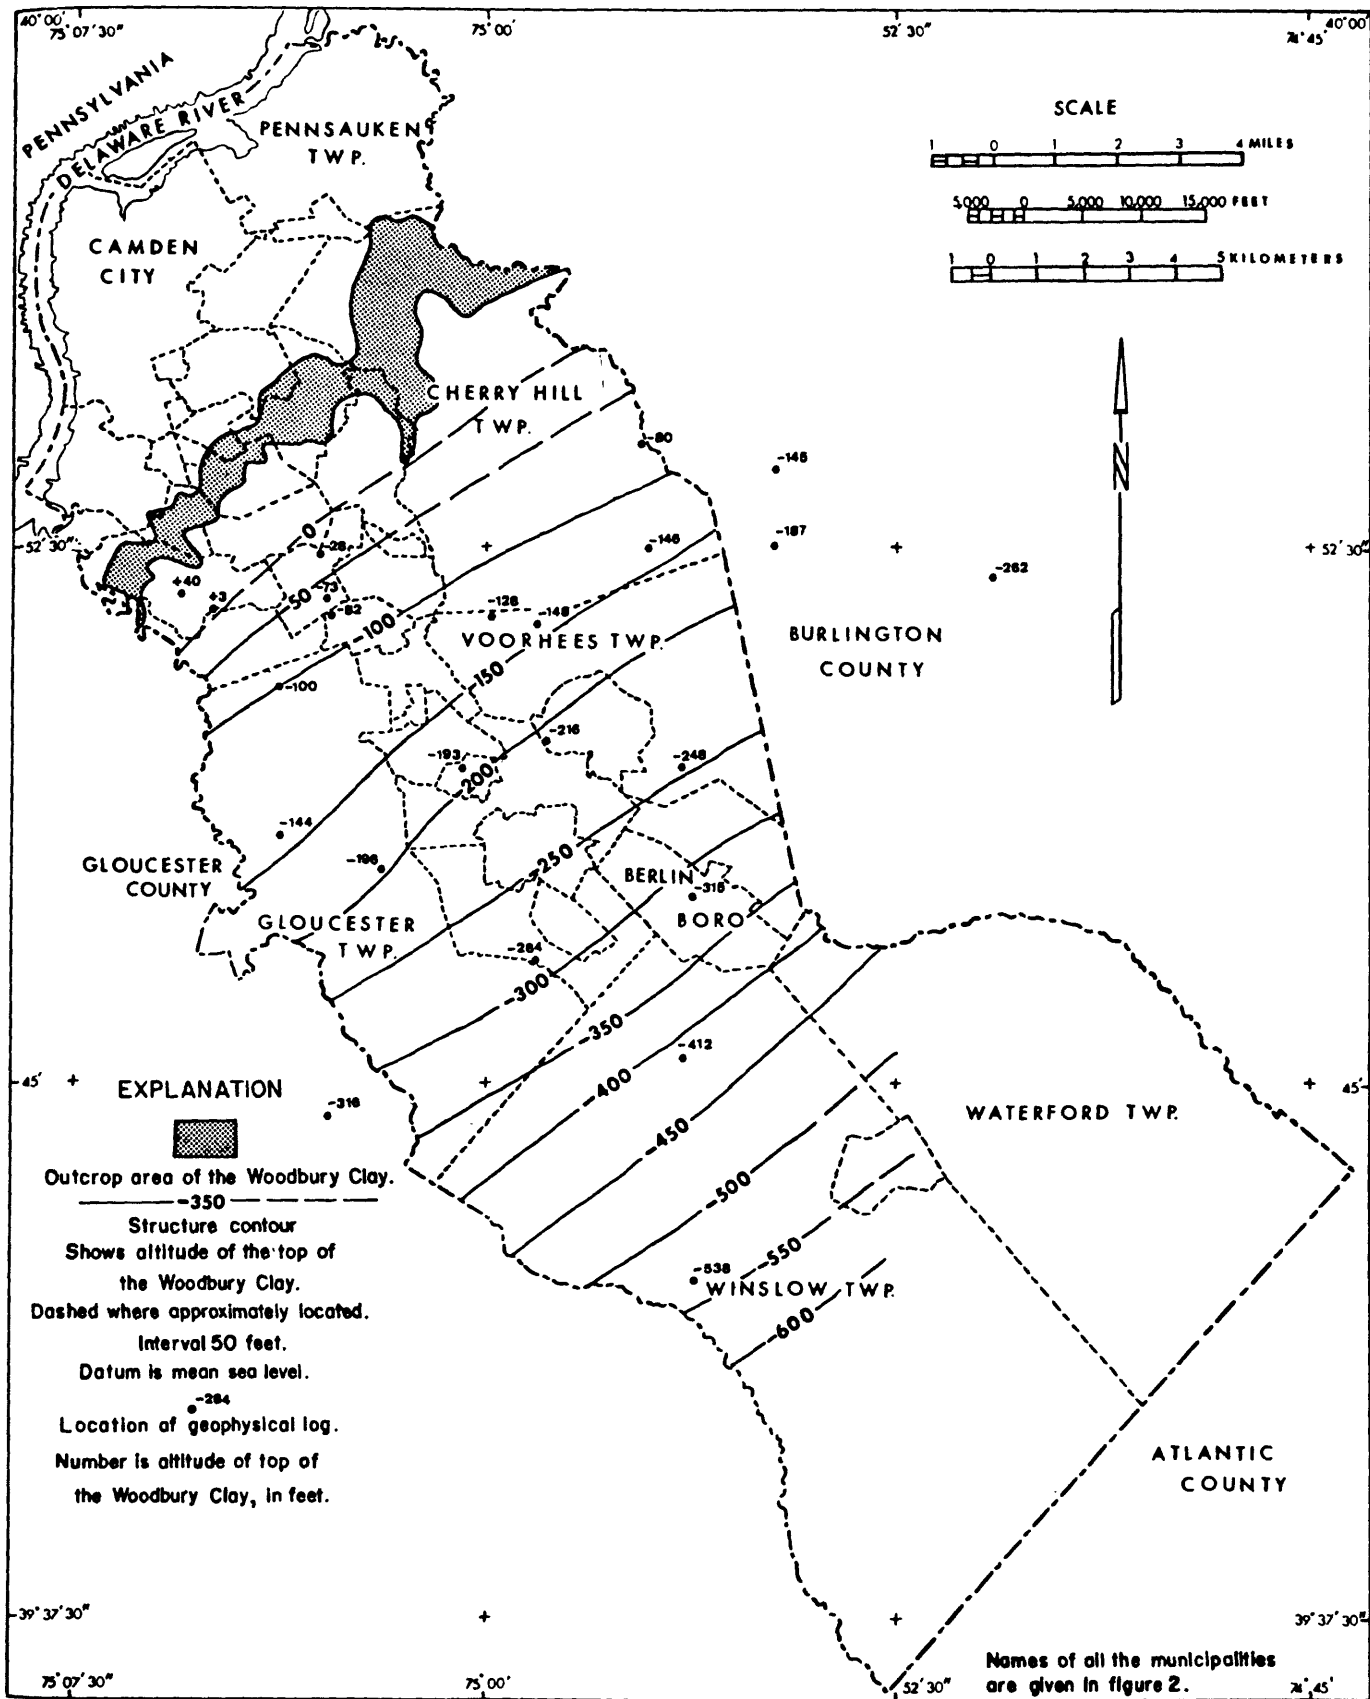 40°00'
75°07'30"
75°00'
52'30"
74°45'
40°00'
PENNSYLVANIA
DELAWARE RIVER
PENNSAUKEN
TWP.
CAMDEN
CITY
SCALE
1 0 1 2 3 4 MILES
5,000 0 5,000 10,000 15,000 FEET
1 0 1 2 3 4 5 KILOMETERS
N
CHERRY HILL
TWP.
-80
-145
0
-28
-146
-187
52'30"
52'30"
-262
+40
+3
50
-73
-82
-100
-128
-148
VOORHEES TWP.
BURLINGTON
COUNTY
-100
-150
-216
-193
-200
-248
-144
-196
-250
GLOUCESTER
COUNTY
BERLIN
-315
BORO
GLOUCESTER
TWP.
-284
-300
-350
-412
-400
45'
45'
EXPLANATION
-316
-450
WATERFORD TWP.
Outcrop area of the Woodbury Clay.
-350
Structure contour
Shows altitude of the top of
the Woodbury Clay.
Dashed where approximately located.
Interval 50 feet.
Datum is mean sea level.
-284
Location of geophysical log.
Number is altitude of top of
the Woodbury Clay, in feet.
-500
-550
-538
WINSLOW TWP.
-600
ATLANTIC
COUNTY
39°37'30"
39°37'30"
Names of all the municipalities
are given in figure 2.
75°07'30"
75°00'
52'30"
74°45'